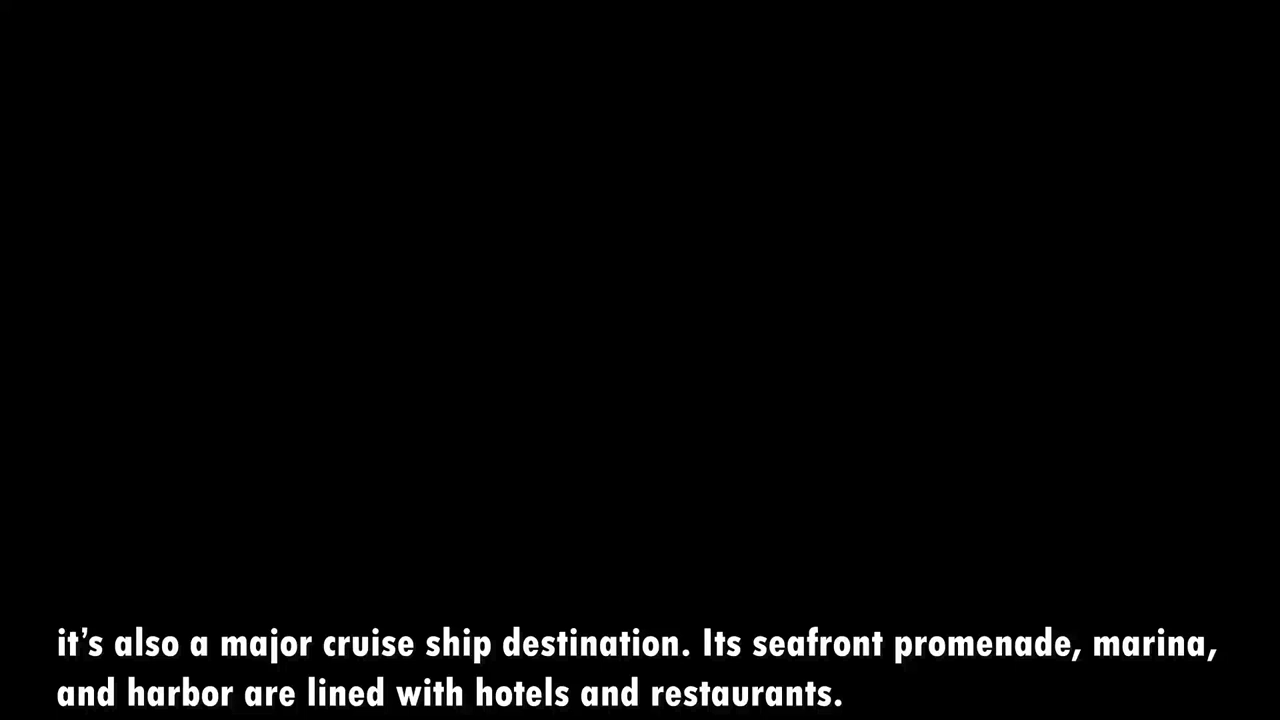 it’s also a major cruise ship destination. Its seafront promenade, marina,
and harbor are lined with hotels and restaurants.